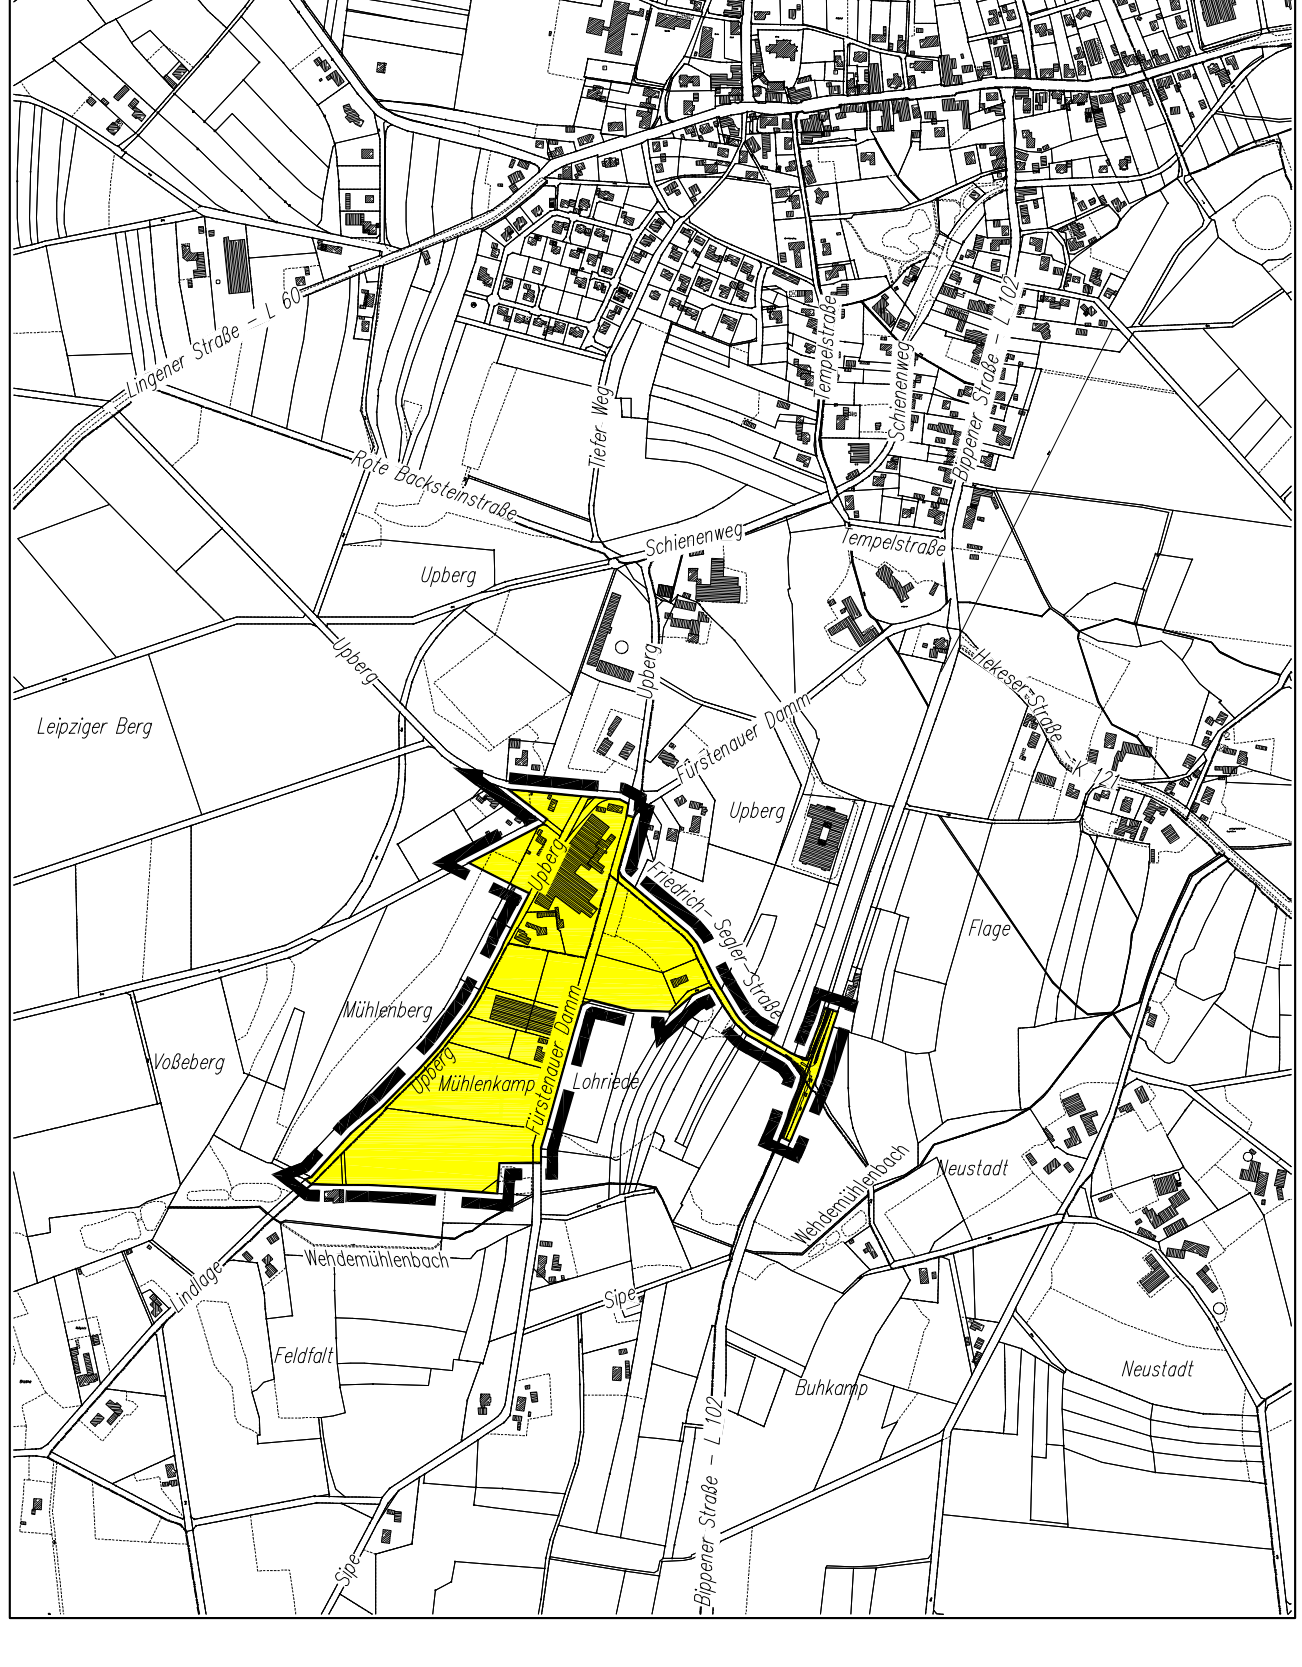 Lingener Straße - L 60
Tempelstraße
Schienenweg
Bippener Straße - L 102
Tiefer Weg
Rote Backsteinstraße
Schienenweg
Tempelstraße
Upberg
Upberg
Upberg
Hekeser Straße - K 121
Leipziger Berg
Fürstenauer Damm
Upberg
Upberg
Friedrich-Segler-Straße
Flage
Mühlenberg
Voßeberg
Upberg
Mühlenkamp
Fürstenauer Damm
Lohriede
Neustadt
Wehdemühlenbach
Wehdemühlenbach
Lindlage
Sipe
Feldfalt
Buhkamp
Neustadt
Bippener Straße - L 102
Sipe